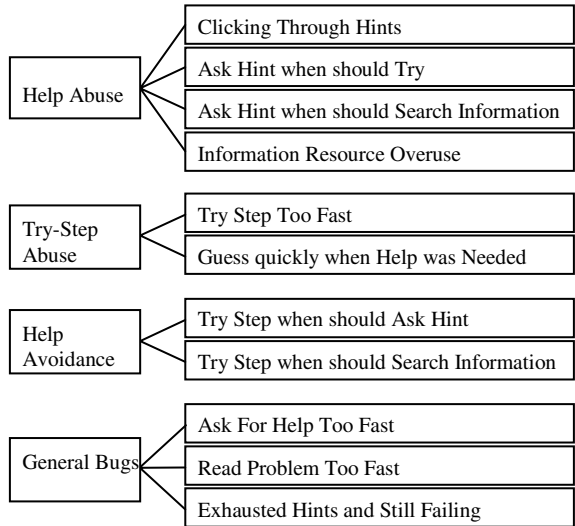 Help Abuse
Clicking Through Hints
Ask Hint when should Try
Ask Hint when should Search Information
Information Resource Overuse
Try-Step
Abuse
Try Step Too Fast
Guess quickly when Help was Needed
Help
Avoidance
Try Step when should Ask Hint
Try Step when should Search Information
General Bugs
Ask For Help Too Fast
Read Problem Too Fast
Exhausted Hints and Still Failing